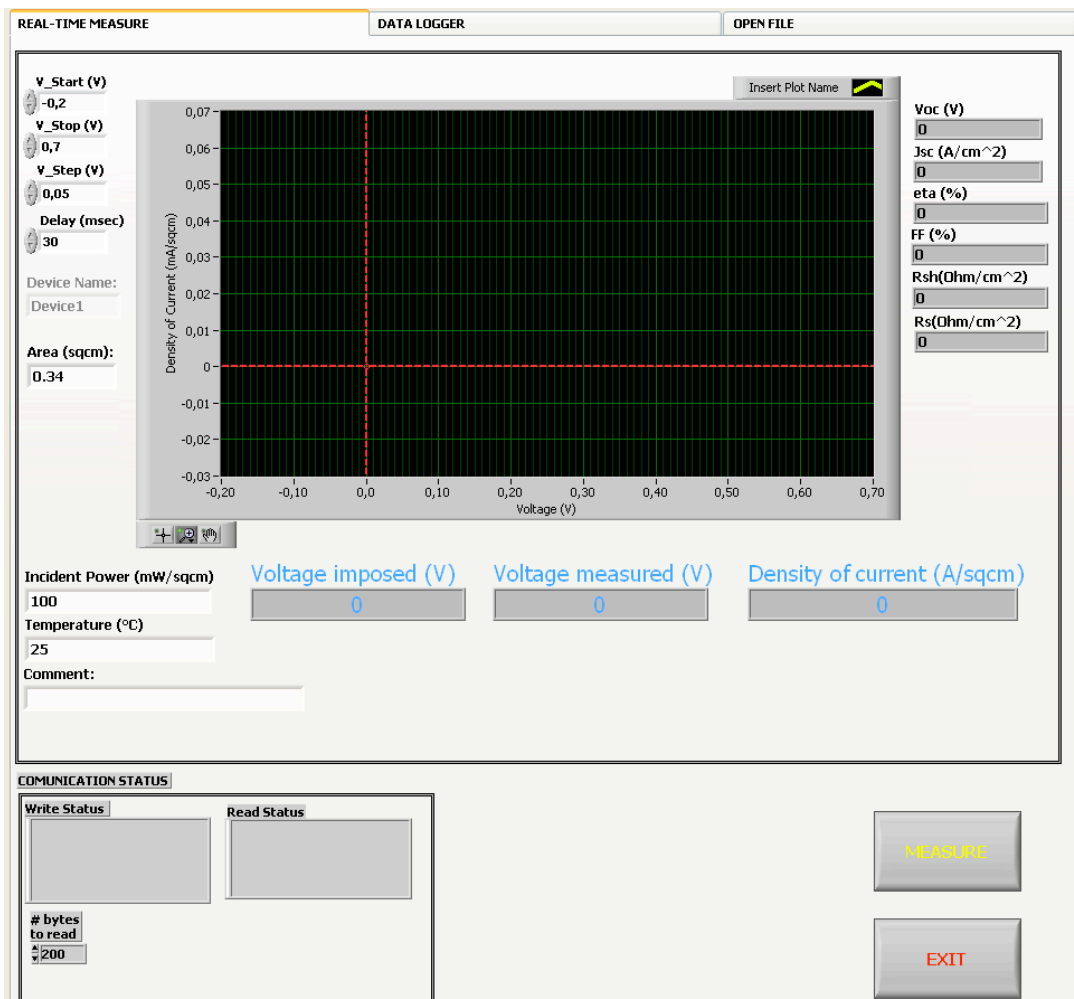 REAL-TIME MEASURE
DATA LOGGER
OPEN FILE
V_Start (V)
-0,2
V_Stop (V)
0,7
V_Step (V)
0,05
Delay (msec)
30
Device Name:
Device1
Area (sqcm):
0.34
Insert Plot Name
Density of Current (mA/sqcm)
0,07
0,06
0,05
0,04
0,03
0,02
0,01
0
-0,01
-0,02
-0,03
-0,20 -0,10 0,0 0,10 0,20 0,30 0,40 0,50 0,60 0,70
Voltage (V)
Voc (V)
0
Jsc (A/cm^2)
0
eta (%)
0
FF (%)
0
Rsh(Ohm/cm^2)
0
Rs(Ohm/cm^2)
0
Incident Power (mW/sqcm)
100
Temperature (°C)
25
Comment:
Voltage imposed (V)
0
Voltage measured (V)
0
Density of current (A/sqcm)
0
COMUNICATION STATUS
Write Status
Read Status
# bytes
to read
200
MEASURE
EXIT